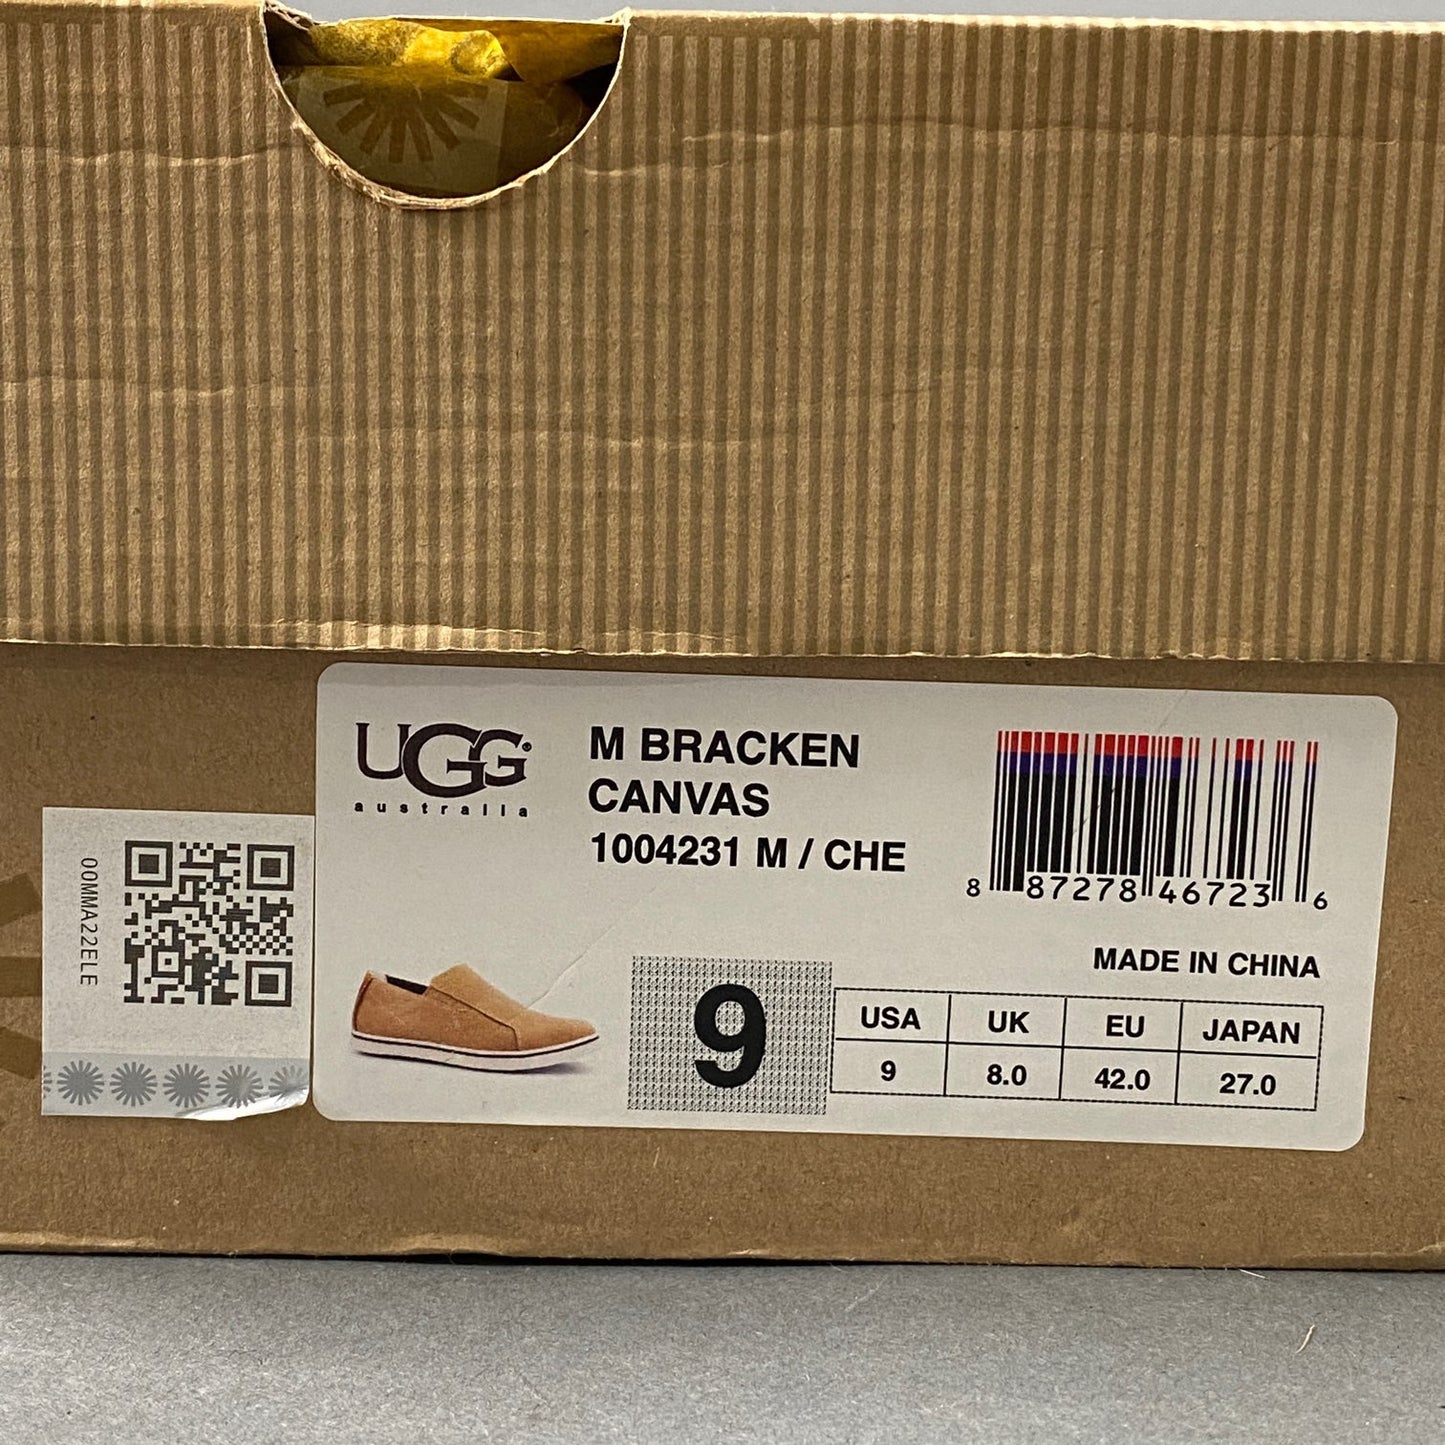 00MMA22ELE
UGG®
australia
M BRACKEN
CANVAS
1004231 M / CHE
8 87278 46723 6
MADE IN CHINA
9
USA UK EU JAPAN
9 8.0 42.0 27.0